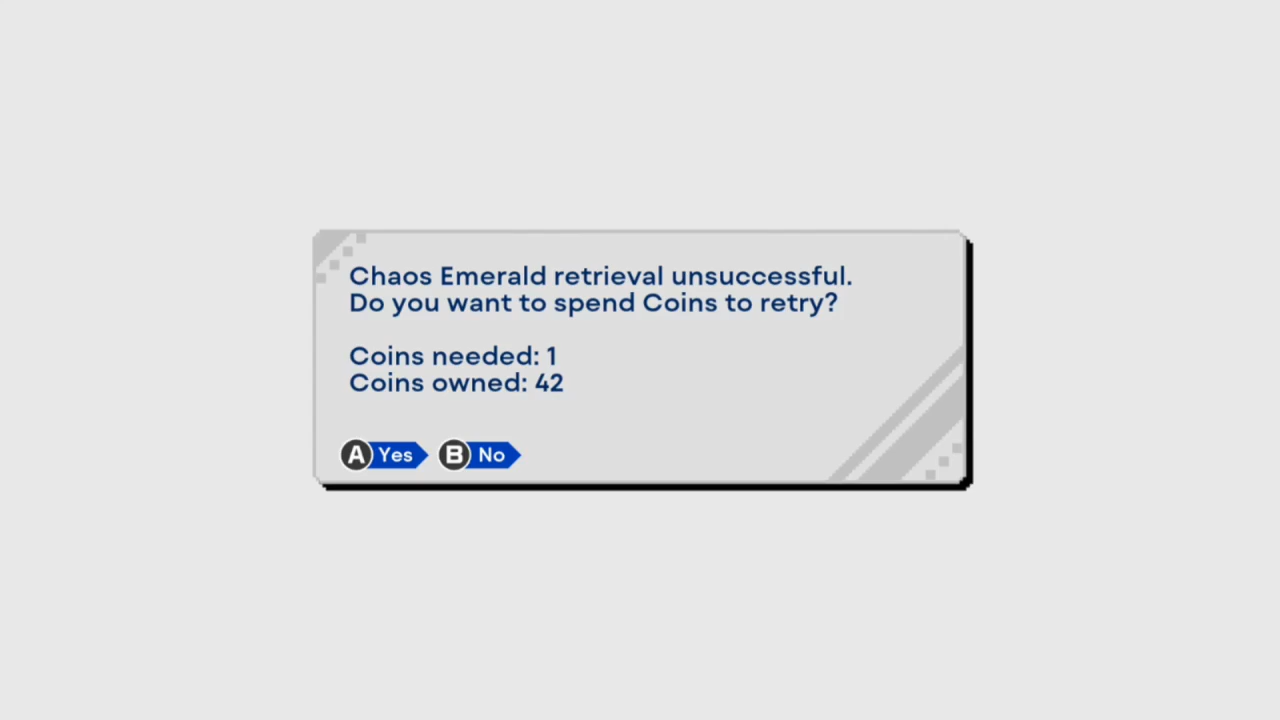 Chaos Emerald retrieval unsuccessful.
Do you want to spend Coins to retry?
Coins needed: 1
Coins owned: 42
A Yes B No